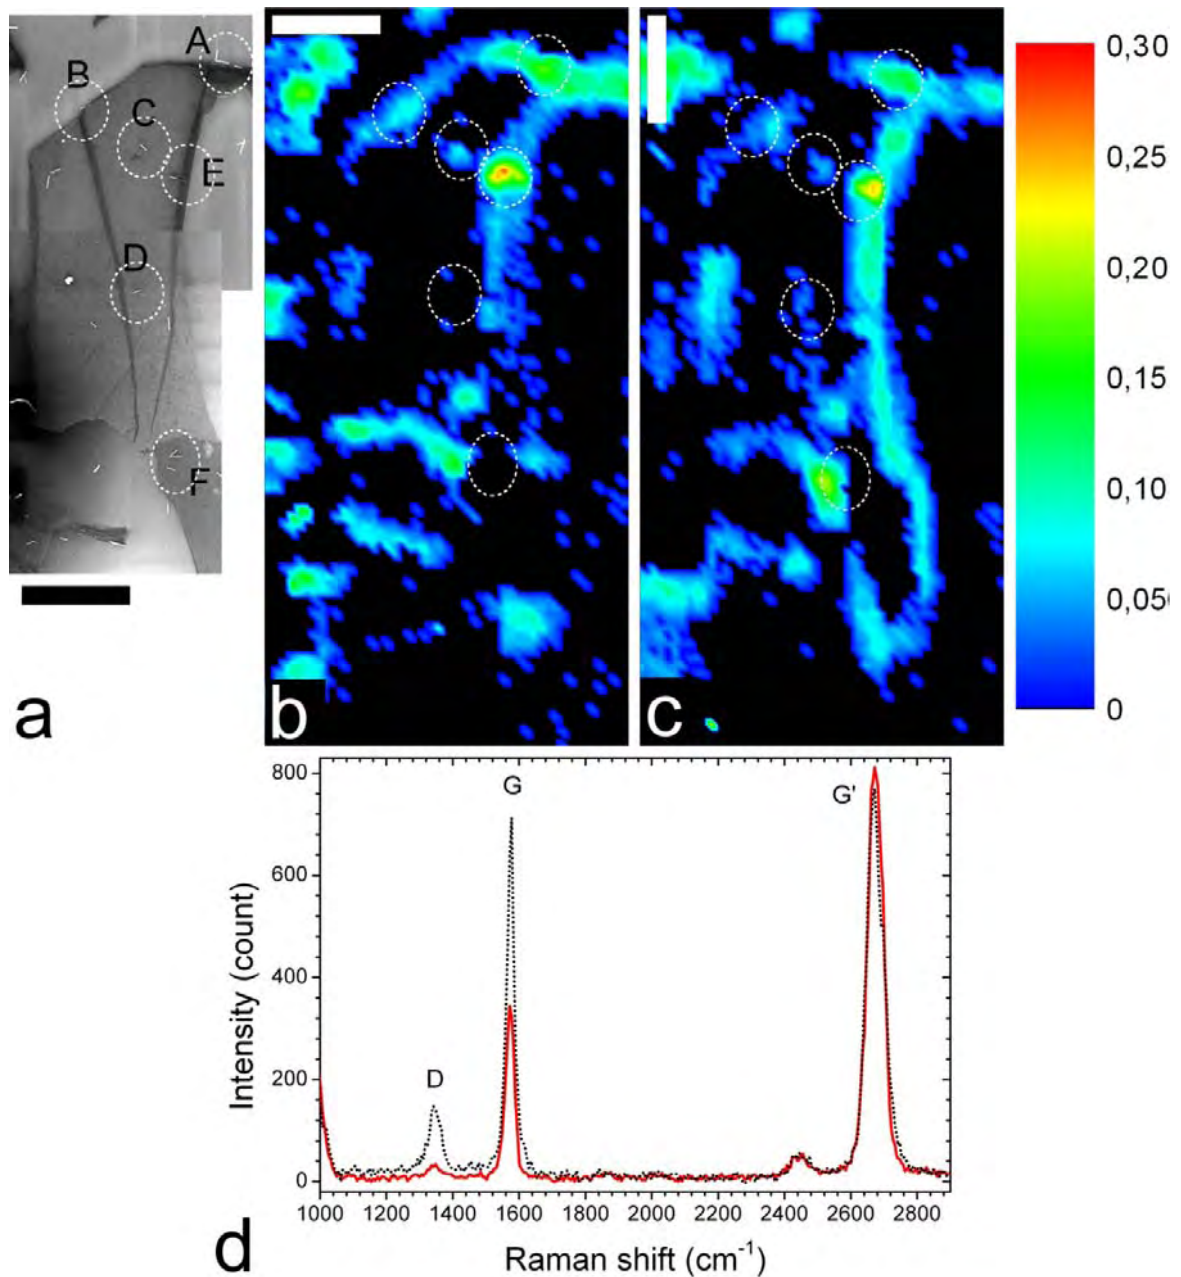 A
B
C
E
D
F
a
b
c
0,30
0,25
0,20
0,15
0,10
0,050
0
800
600
400
200
0
Intensity (count)
D
G
G'
1000 1200 1400 1600 1800 2000 2200 2400 2600 2800
Raman shift (cm⁻¹)
d